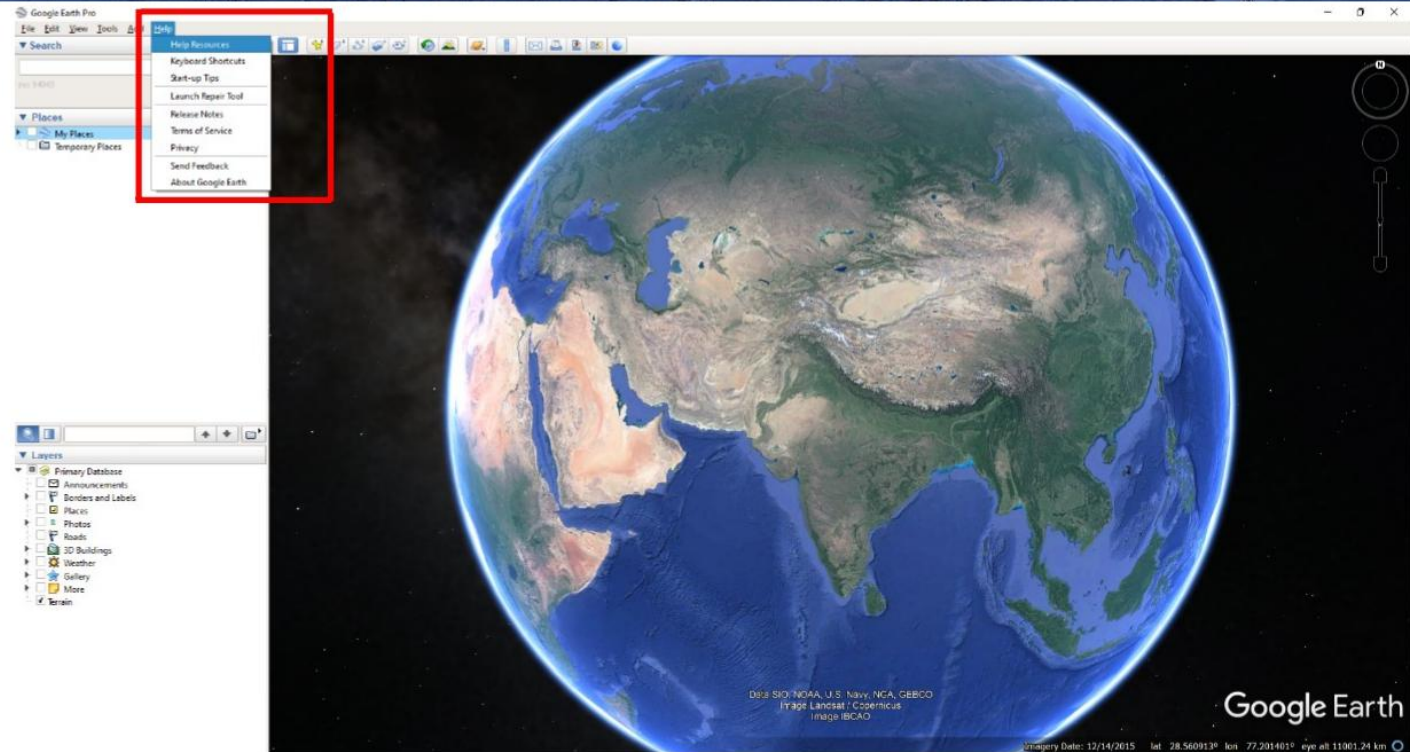 Google Earth Pro
File Edit View Tools Add Help
Search
Help Resources
Keyboard Shortcuts
Start-up Tips
Launch Repair Tool
Release Notes
Terms of Service
Privacy
Send Feedback
About Google Earth
Places
My Places
Temporary Places
Layers
Primary Database
Announcements
Borders and Labels
Places
Photos
Roads
3D Buildings
Weather
Gallery
More
Terrain
N
Data SIO, NOAA, U.S. Navy, NGA, GEBCO
Image Landsat / Copernicus
Image IBCAO
Google Earth
Imagery Date: 12/14/2015 lat 28.560913° lon 77.201401° eye alt 11001.24 km